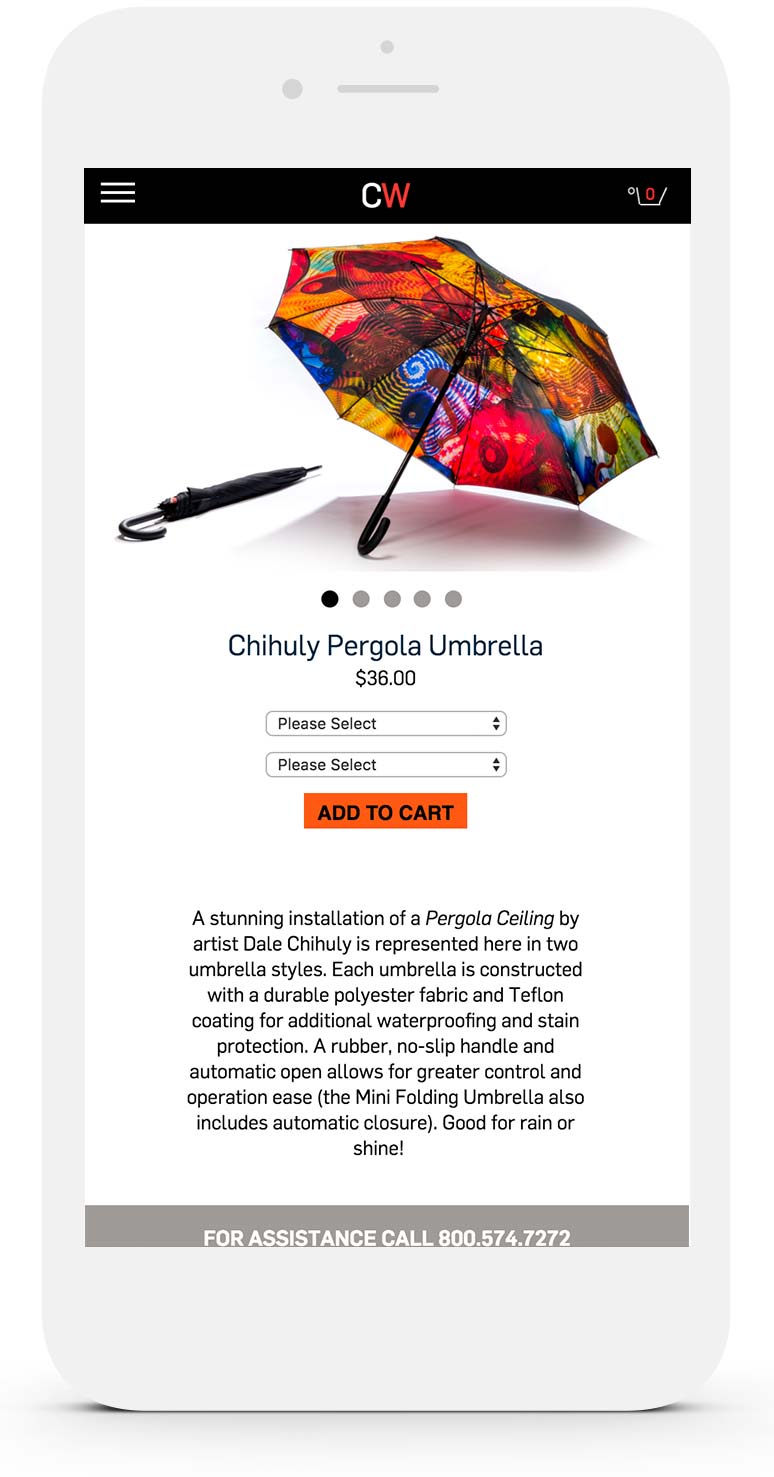 CW
0
Chihuly Pergola Umbrella
$36.00
Please Select
Please Select
ADD TO CART
A stunning installation of a Pergola Ceiling by
artist Dale Chihuly is represented here in two
umbrella styles. Each umbrella is constructed
with a durable polyester fabric and Teflon
coating for additional waterproofing and stain
protection. A rubber, no-slip handle and
automatic open allows for greater control and
operation ease (the Mini Folding Umbrella also
includes automatic closure). Good for rain or
shine!
FOR ASSISTANCE CALL 800.574.7272